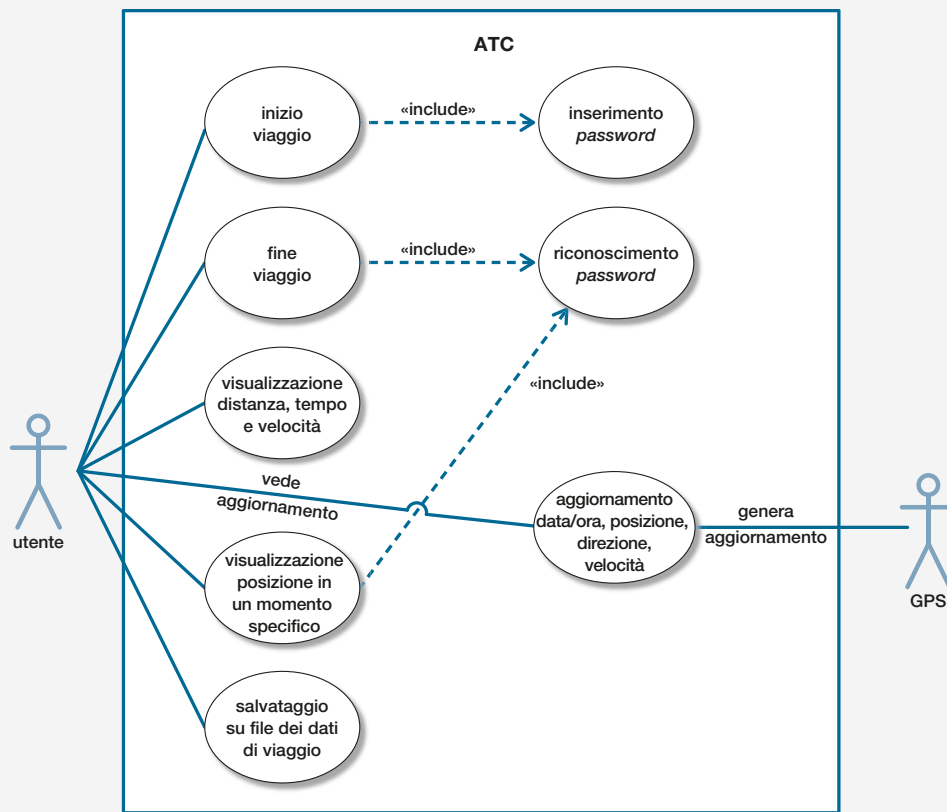 ATC
inizio
viaggio
«include»
inserimento
password
fine
viaggio
«include»
riconoscimento
password
visualizzazione
distanza, tempo
e velocità
«include»
utente
vede
aggiornamento
aggiornamento
data/ora, posizione,
direzione,
velocità
genera
aggiornamento
GPS
visualizzazione
posizione in
un momento
specifico
salvataggio
su file dei dati
di viaggio